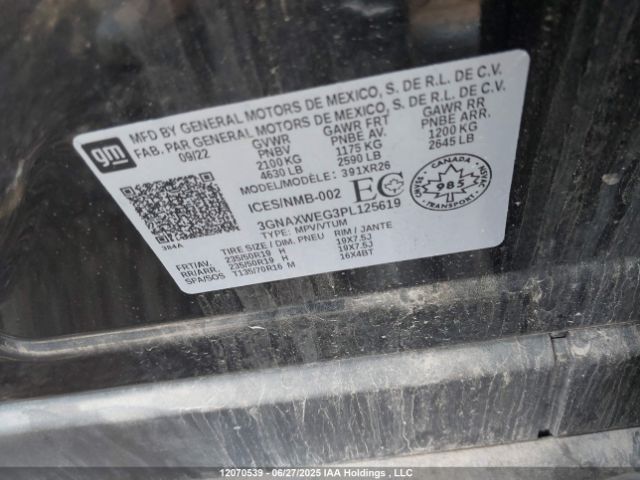 gm
MFD BY GENERAL MOTORS DE MEXICO, S. DE R.L. DE C.V.
FAB. PAR GENERAL MOTORS DE MEXICO, S. DE R.L. DE C.V.
09/22 GVWR GAWR FRT GAWR RR
PNBV PNBE AV. PNBE ARR.
2100 KG 1175 KG 1200 KG
4630 LB 2590 LB 2645 LB
MODEL/MODÈLE: 391XR26
ICES/NMB-002 EC
CANADA
985
3GNAXWEG3PL125619
TYPE: MPV/VTUM
384A
TIRE SIZE / DIM. PNEU RIM / JANTE
FRT/AV. 235/50R19 H 19X7.5J
RR/ARR. 235/50R19 H 19X7.5J
SPA/SOS T135/70R16 M 16X4BT
12070539 - 06/27/2025 IAA Holdings , LLC